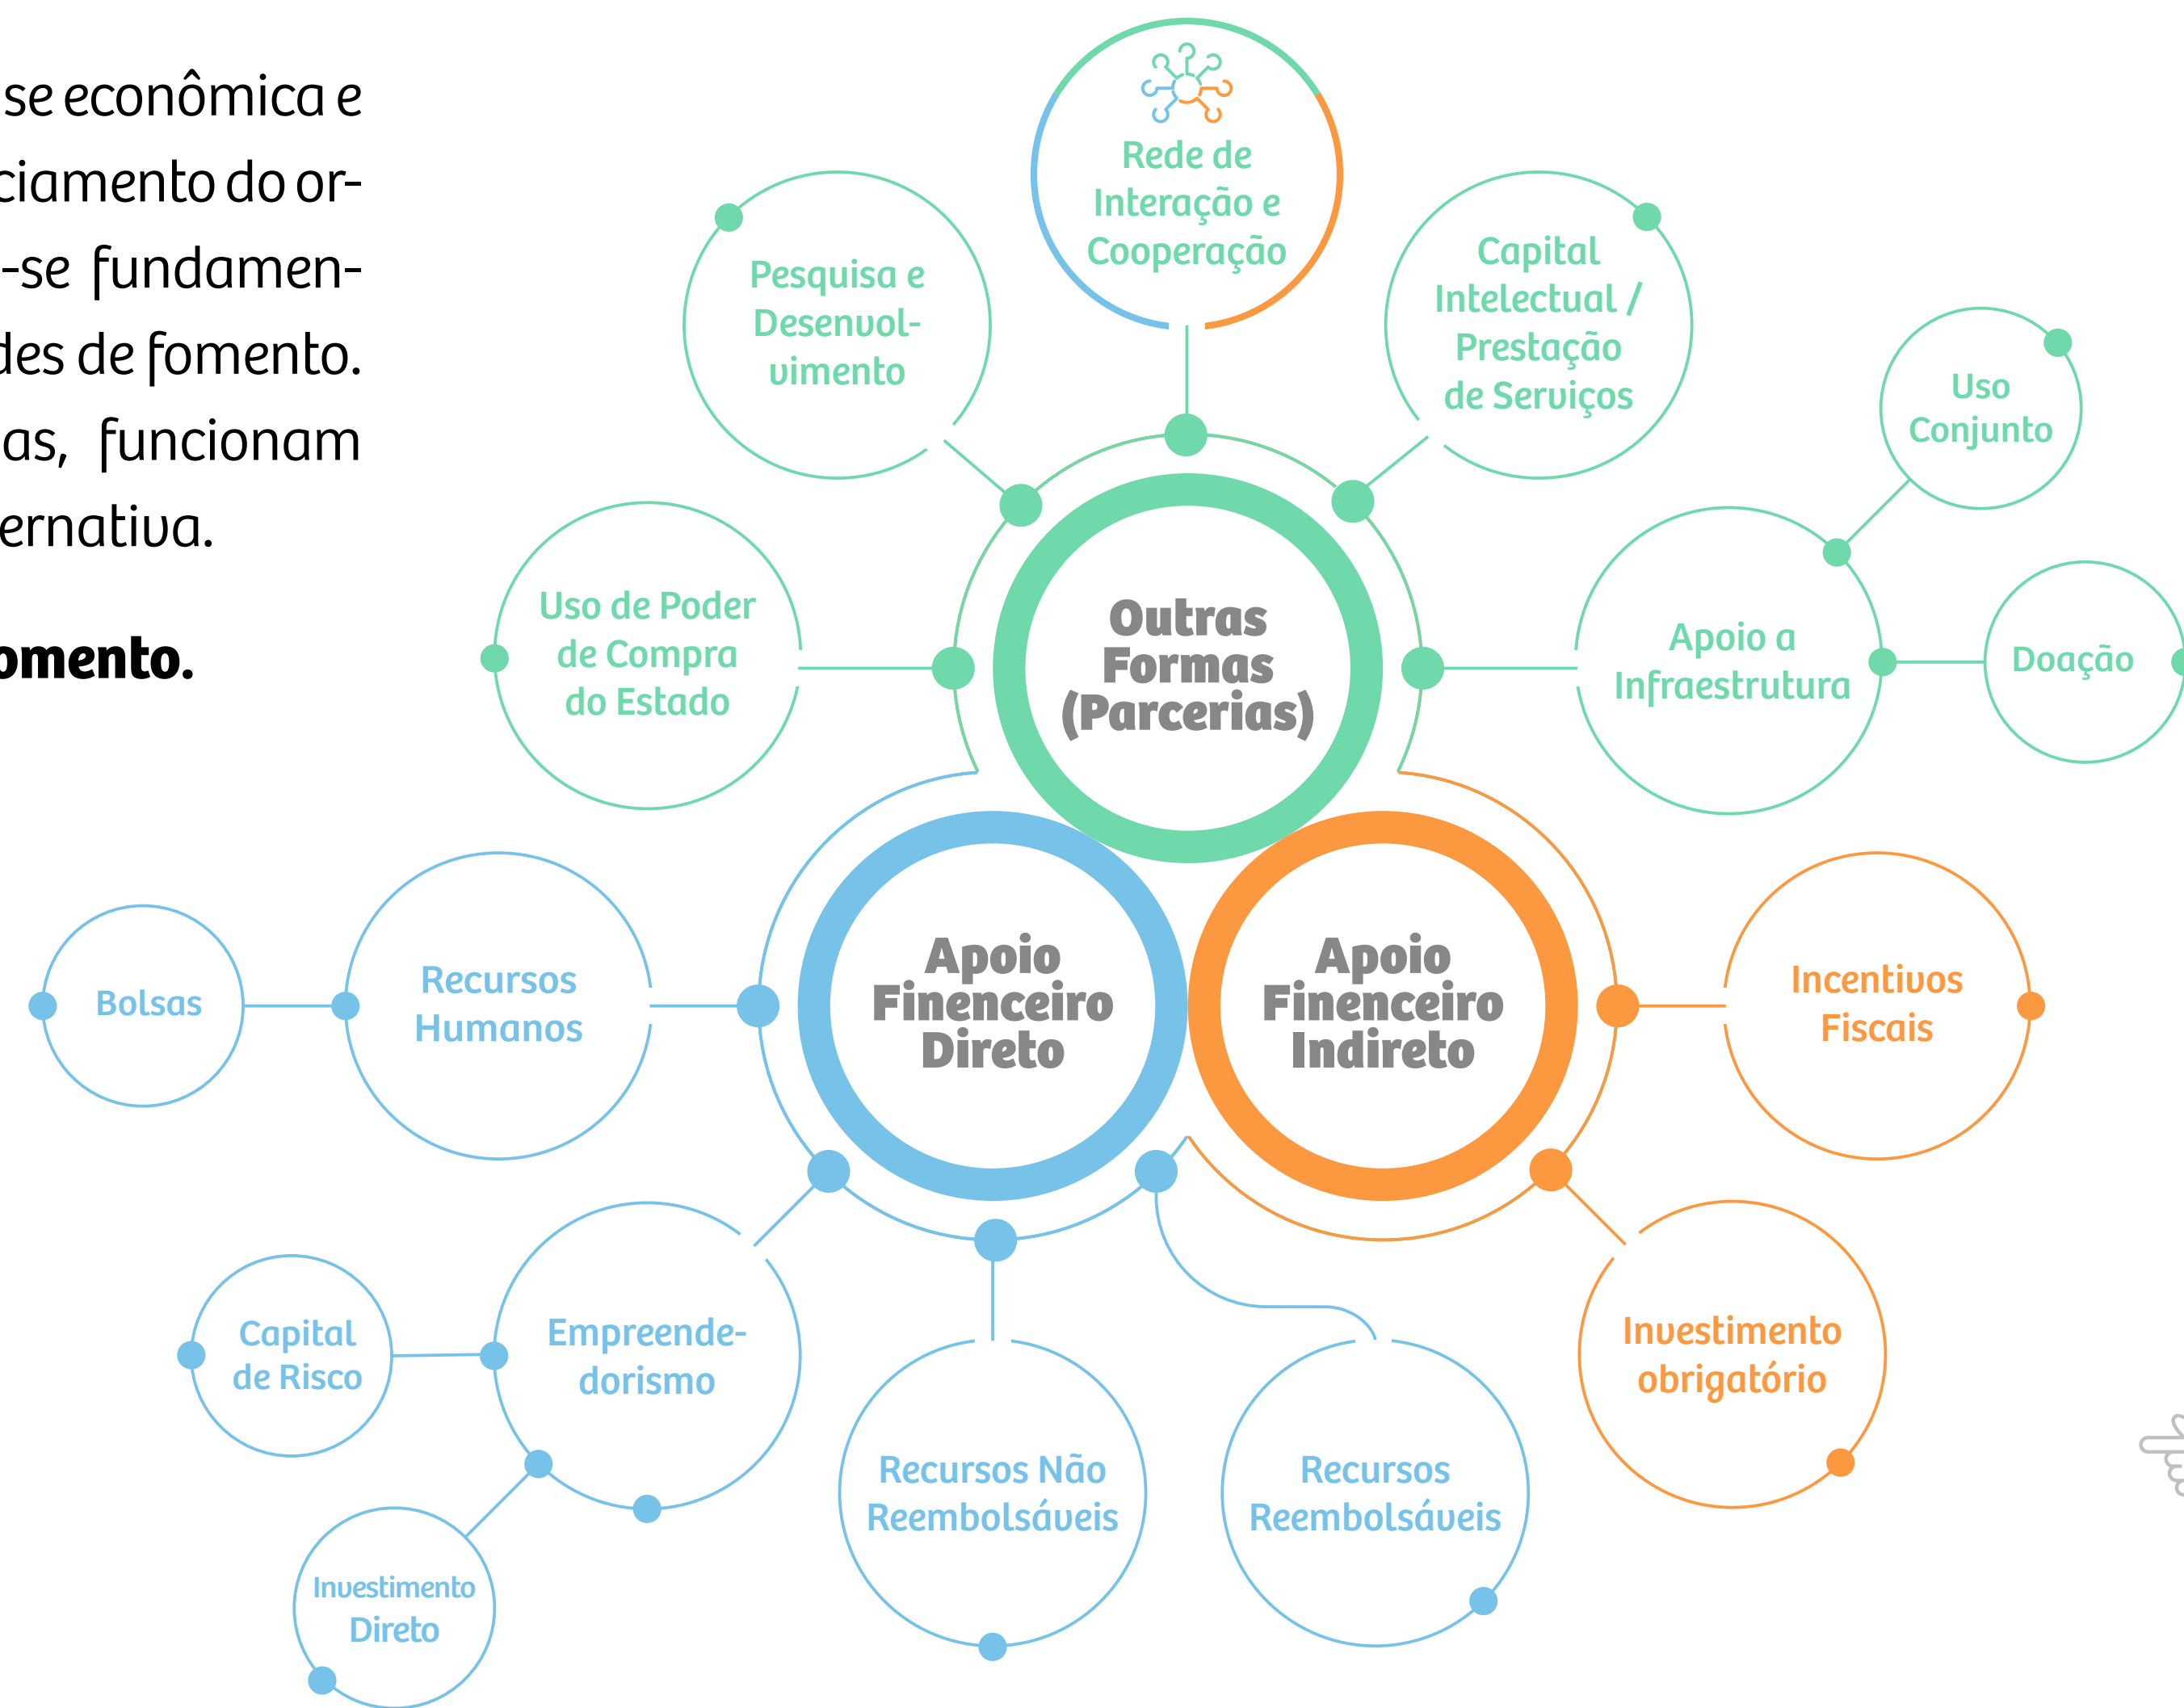 se econômica e
ciamento do or-
-se fundamen-
des de fomento.
as, funcionam
ernativa.
omento.
Rede de
Interação e
Cooperação
Pesquisa e
Desenvol-
vimento
Capital
Intelectual /
Prestação
de Serviços
Uso
Conjunto
Uso de Poder
de Compra
do Estado
Outras
Formas
(Parcerias)
Apoio a
Infraestrutura
Doação
Bolsas
Recursos
Humanos
Apoio
Finenceiro
Direto
Apoio
Finenceiro
Indireto
Incentivos
Fiscais
Capital
de Risco
Empreende-
dorismo
Investimento
obrigatório
Recursos Não
Reembolsáveis
Recursos
Reembolsáveis
Investimento
Direto